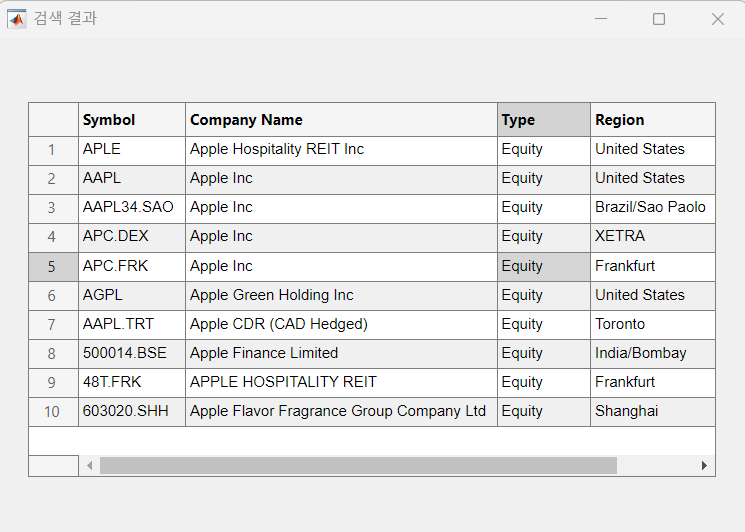 검색 결과
Symbol Company Name Type Region
1 APLE Apple Hospitality REIT Inc Equity United States
2 AAPL Apple Inc Equity United States
3 AAPL34.SAO Apple Inc Equity Brazil/Sao Paolo
4 APC.DEX Apple Inc Equity XETRA
5 APC.FRK Apple Inc Equity Frankfurt
6 AGPL Apple Green Holding Inc Equity United States
7 AAPL.TRT Apple CDR (CAD Hedged) Equity Toronto
8 500014.BSE Apple Finance Limited Equity India/Bombay
9 48T.FRK APPLE HOSPITALITY REIT Equity Frankfurt
10 603020.SHH Apple Flavor Fragrance Group Company Ltd Equity Shanghai